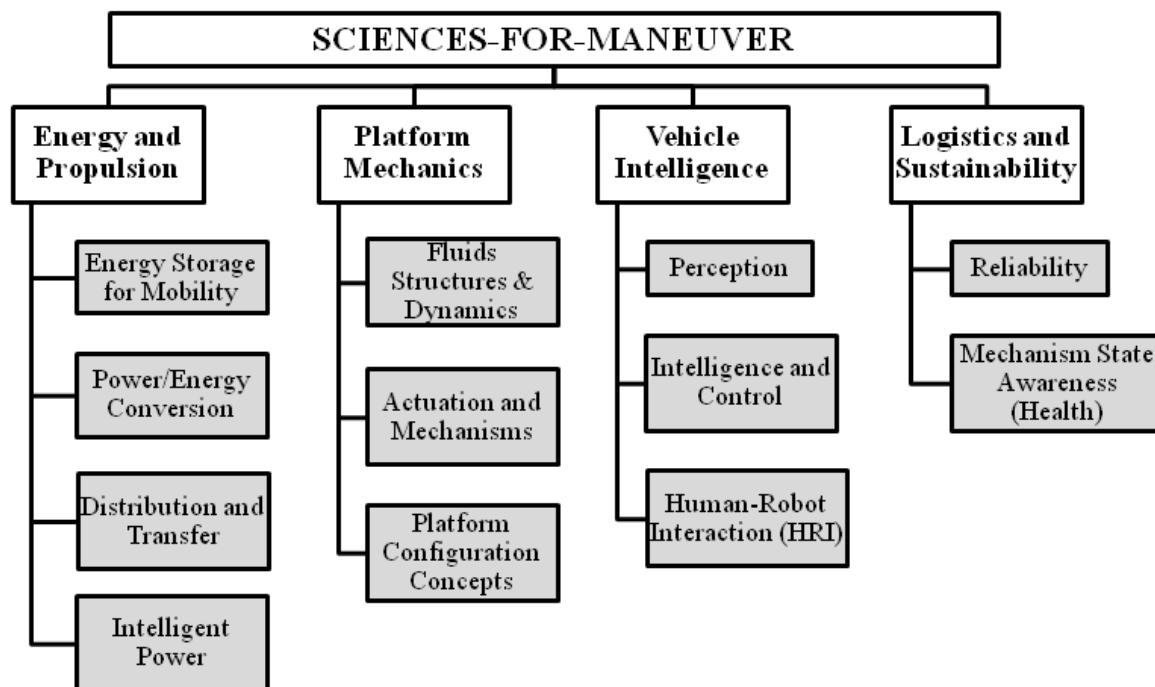 SCIENCES-FOR-MANEUVER
Energy and
Propulsion
Energy Storage
for Mobility
Power/Energy
Conversion
Distribution and
Transfer
Intelligent
Power
Platform
Mechanics
Fluids
Structures &
Dynamics
Actuation and
Mechanisms
Platform
Configuration
Concepts
Vehicle
Intelligence
Perception
Intelligence and
Control
Human-Robot
Interaction (HRI)
Logistics and
Sustainability
Reliability
Mechanism State
Awareness
(Health)